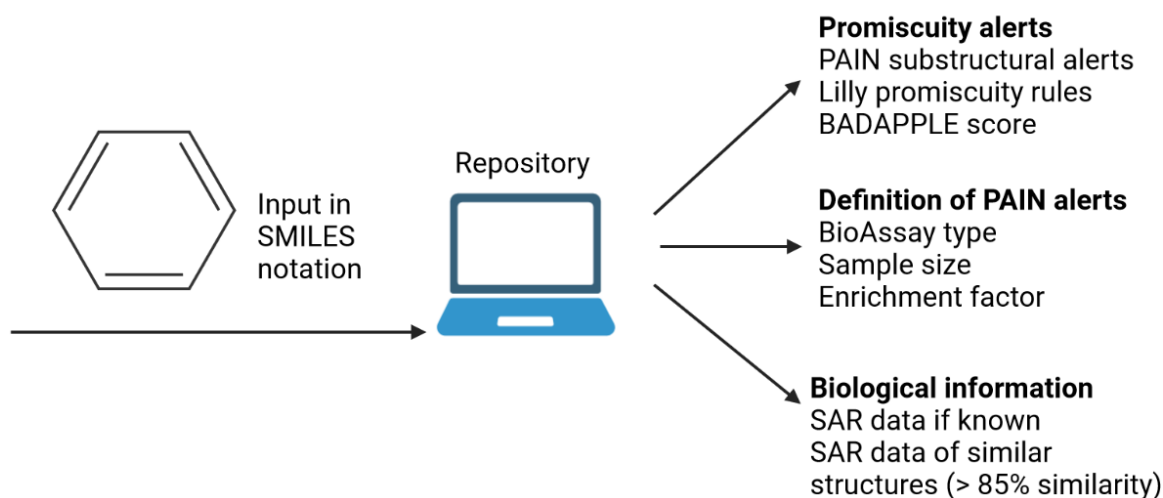 Input in
SMILES
notation
Repository
Promiscuity alerts
PAIN substructural alerts
Lilly promiscuity rules
BADAPPLE score
Definition of PAIN alerts
BioAssay type
Sample size
Enrichment factor
Biological information
SAR data if known
SAR data of similar
structures (> 85% similarity)